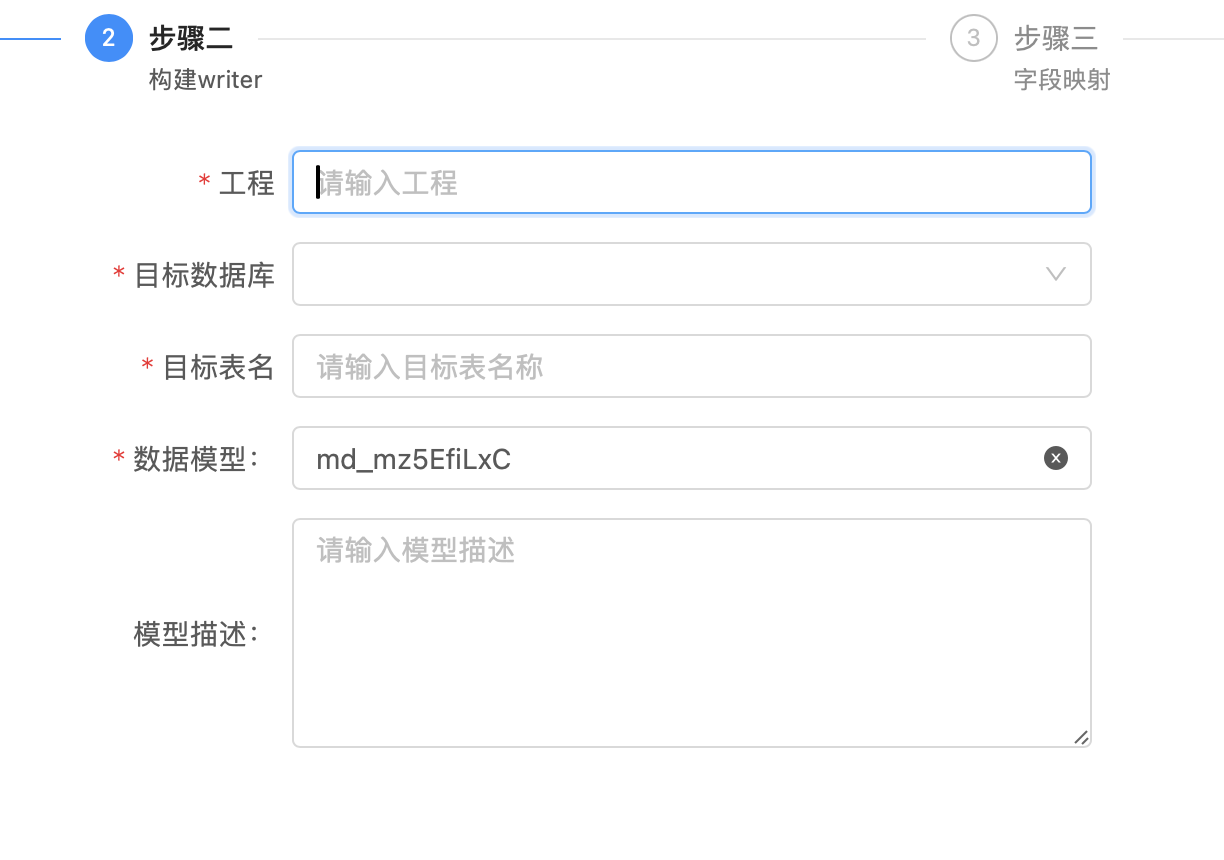 2 步骤二
构建writer
3 步骤三
字段映射
* 工程 请输入工程
* 目标数据库
* 目标表名 请输入目标表名称
* 数据模型： md_mz5EfiLxC
模型描述： 请输入模型描述